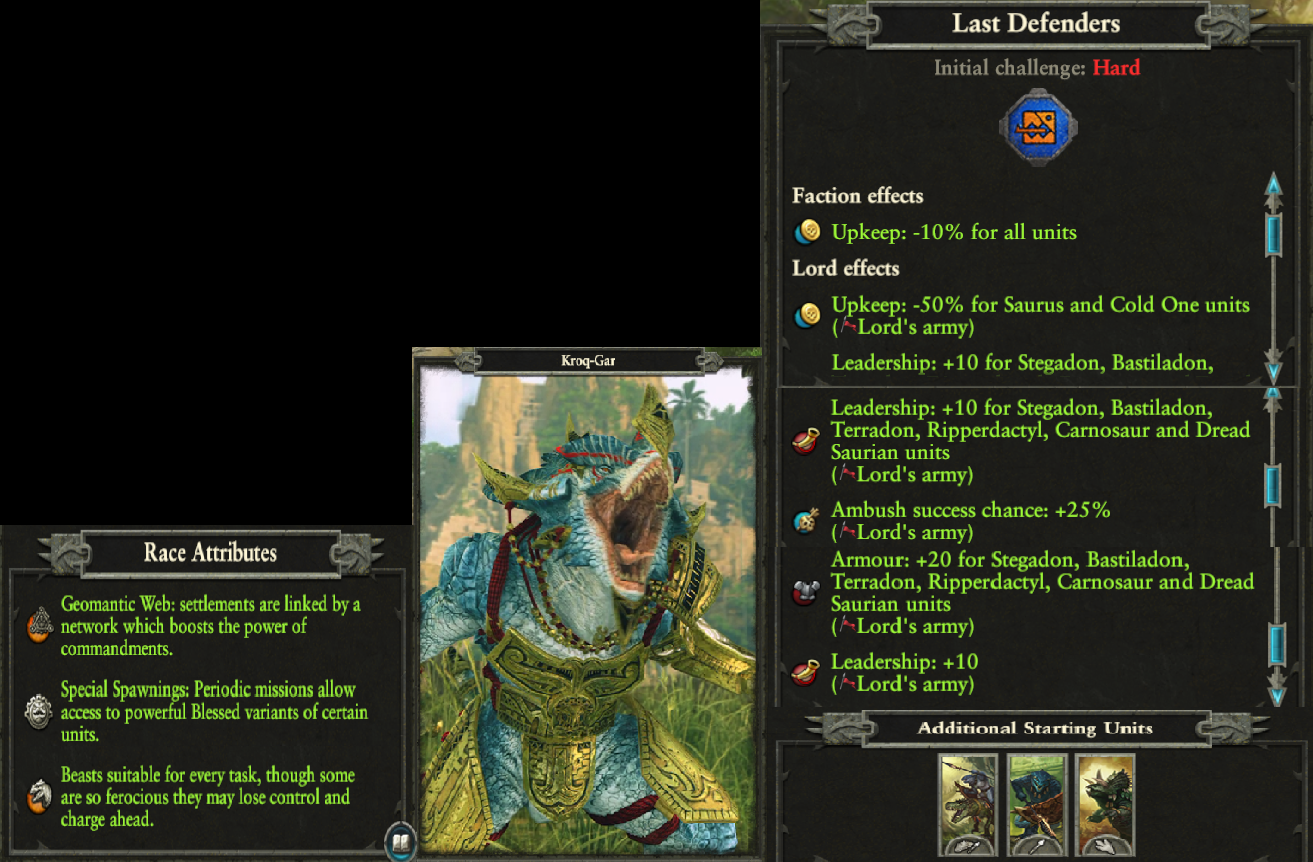 Last Defenders
Initial challenge: Hard
Faction effects
Upkeep: -10% for all units
Lord effects
Upkeep: -50% for Saurus and Cold One units
(Lord's army)
Leadership: +10 for Stegadon, Bastiladon,
Leadership: +10 for Stegadon, Bastiladon,
Terradon, Ripperdactyl, Carnosaur and Dread
Saurian units
(Lord's army)
Ambush success chance: +25%
(Lord's army)
Armour: +20 for Stegadon, Bastiladon,
Terradon, Ripperdactyl, Carnosaur and Dread
Saurian units
(Lord's army)
Leadership: +10
(Lord's army)
Additional Starting Units
Kroq-Gar
Race Attributes
Geomantic Web: settlements are linked by a
network which boosts the power of
commandments.
Special Spawnings: Periodic missions allow
access to powerful Blessed variants of certain
units.
Beasts suitable for every task, though some
are so ferocious they may lose control and
charge ahead.